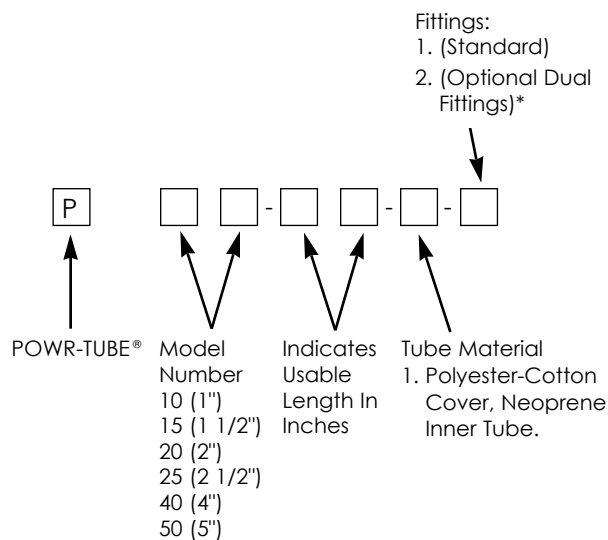 Fittings:
1. (Standard)
2. (Optional Dual
Fittings)*
P - - -
POWR-TUBE®
Model
Number
10 (1")
15 (1 1/2")
20 (2")
25 (2 1/2")
40 (4")
50 (5")
Indicates
Usable
Length In
Inches
Tube Material
1. Polyester-Cotton
Cover, Neoprene
Inner Tube.